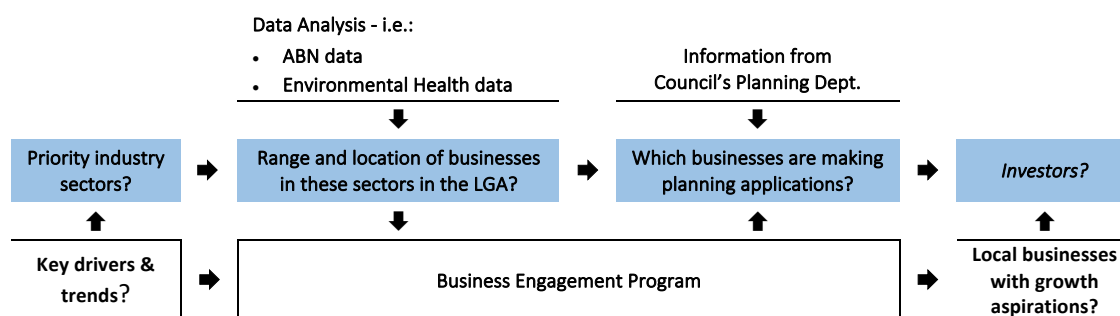 Data Analysis - i.e.:
• ABN data
• Environmental Health data
Information from
Council's Planning Dept.
Priority industry
sectors?
Range and location of businesses
in these sectors in the LGA?
Which businesses are making
planning applications?
Investors?
Key drivers &
trends?
Business Engagement Program
Local businesses
with growth
aspirations?